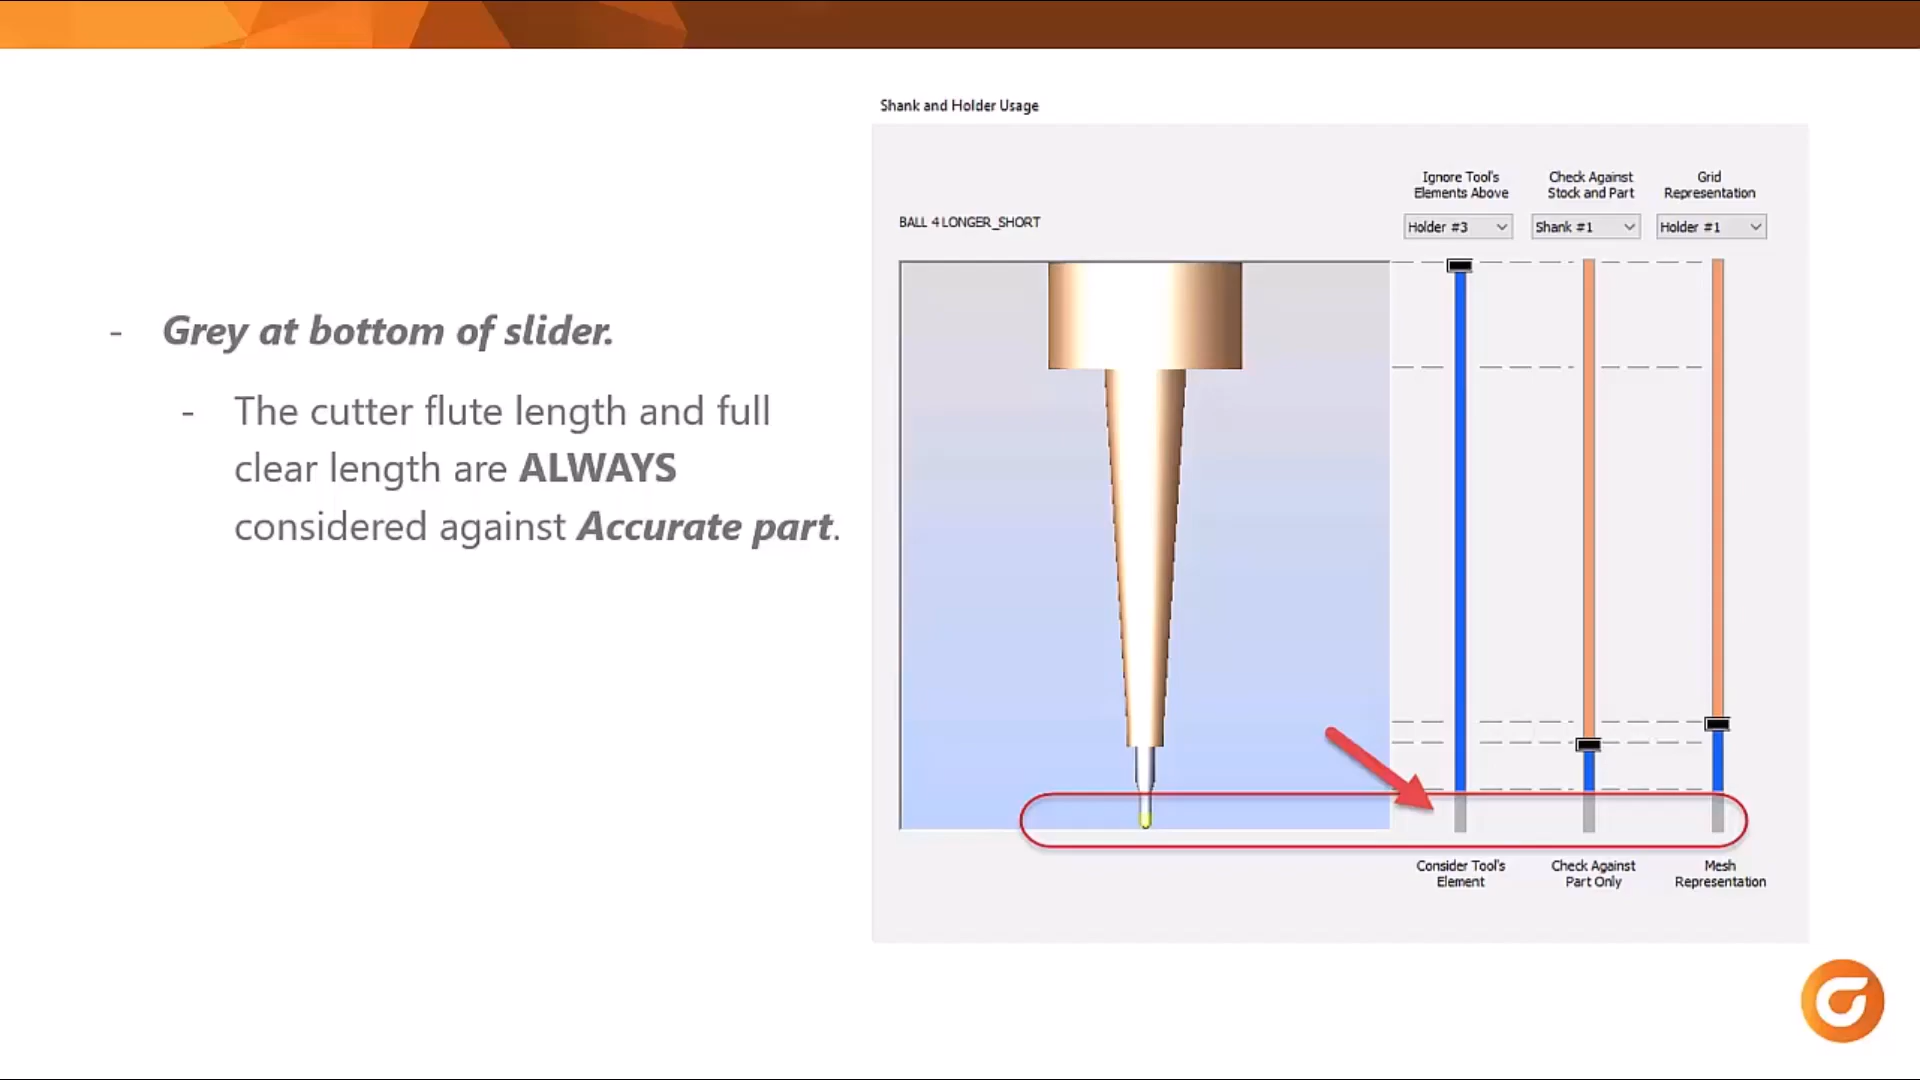 - Grey at bottom of slider.
- The cutter flute length and full
clear length are ALWAYS
considered against Accurate part.
Shank and Holder Usage
BALL 4 LONGER_SHORT
Ignore Tool's
Elements Above
Check Against
Stock and Part
Grid
Representation
Holder #3
Shank #1
Holder #1
Consider Tool's
Element
Check Against
Part Only
Mesh
Representation